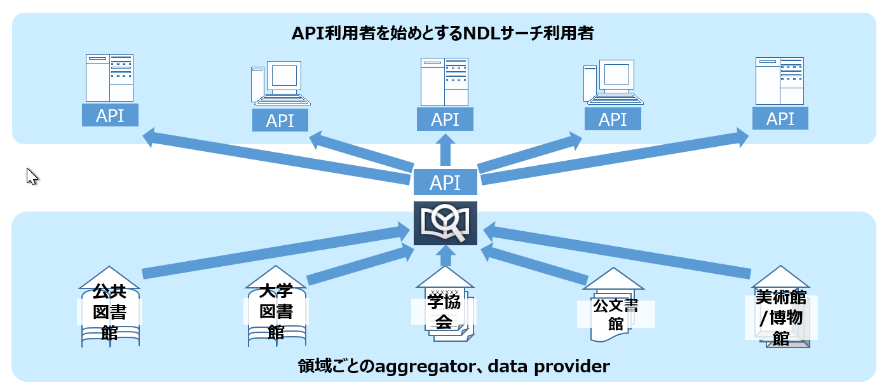 API利用者を始めとするNDLサーチ利用者
API
API
API
API
API
API
公共
図書
館
大学
図書
館
学協
会
公文書
館
美術館
/博物
館
領域ごとのaggregator、data provider